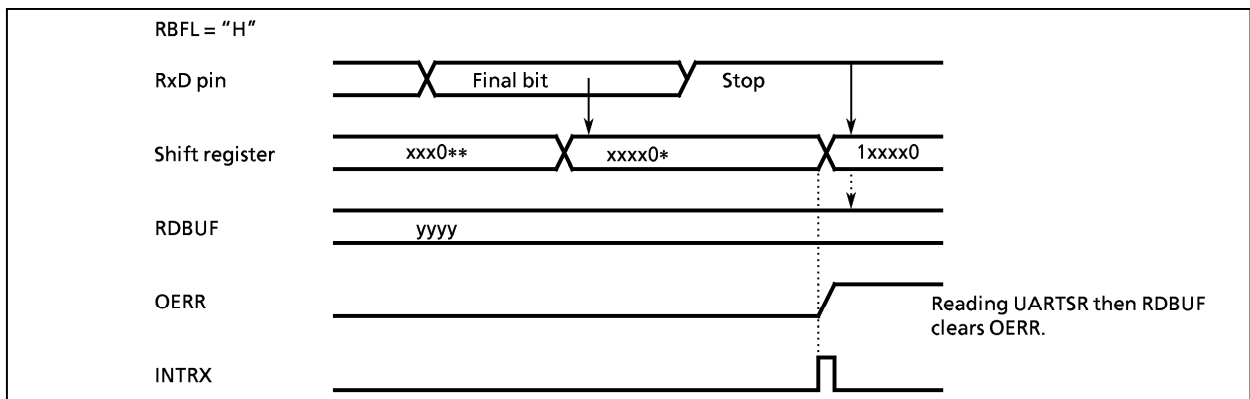 RBFL = “H”
RxD pin
Final bit
Stop
Shift register
xxx0**
xxxx0*
1xxxx0
RDBUF
yyyy
OERR
Reading UARTSR then RDBUF
clears OERR.
INTRX